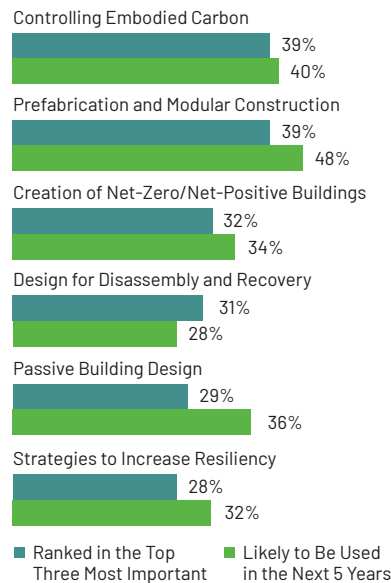 Controlling Embodied Carbon
39%
40%
Prefabrication and Modular Construction
39%
48%
Creation of Net-Zero/Net-Positive Buildings
32%
34%
Design for Disassembly and Recovery
31%
28%
Passive Building Design
29%
36%
Strategies to Increase Resiliency
28%
32%
Ranked in the Top
Three Most Important
Likely to Be Used
in the Next 5 Years